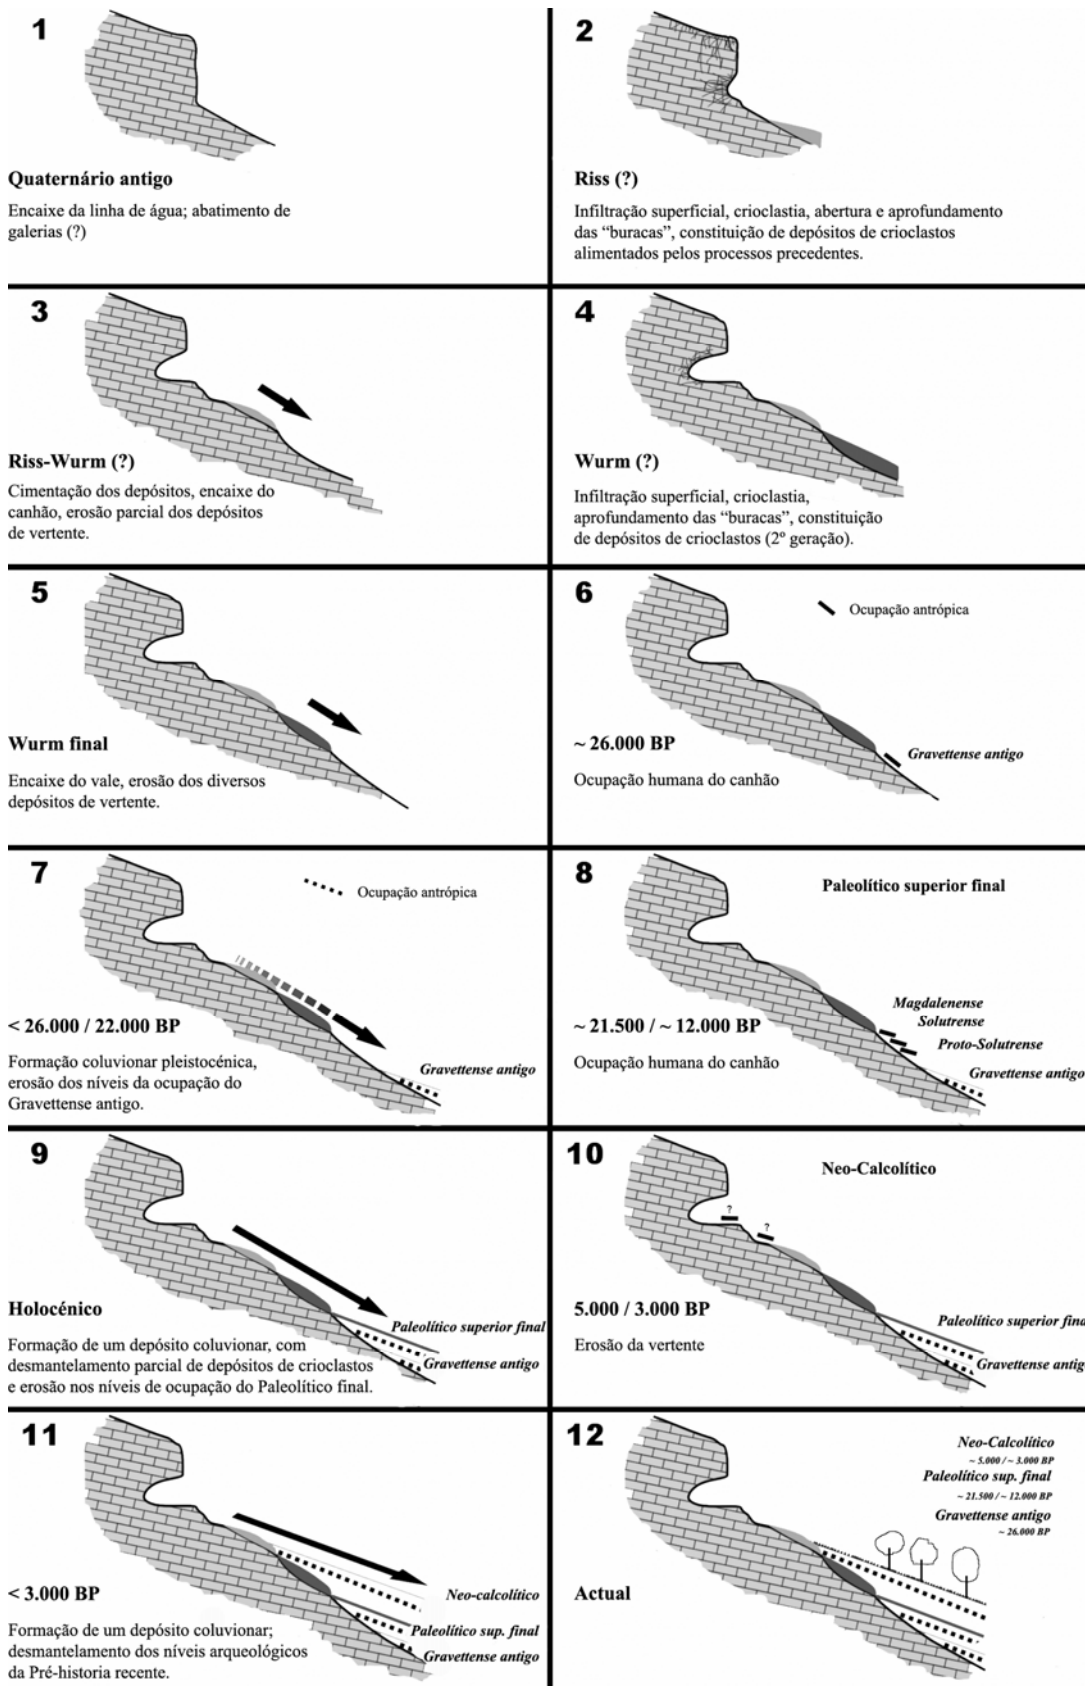 1
Quaternário antigo
Encaixe da linha de água; abatimento de
galerias (?)
2
Riss (?)
Infiltração superficial, crioclastia, abertura e aprofundamento
das “buracas”, constituição de depósitos de crioclastos
alimentados pelos processos precedentes.
3
Riss-Wurm (?)
Cimentação dos depósitos, encaixe do
canhão, erosão parcial dos depósitos
de vertente.
4
Wurm (?)
Infiltração superficial, crioclastia,
aprofundamento das “buracas”, constituição
de depósitos de crioclastos (2º geração).
5
Wurm final
Encaixe do vale, erosão dos diversos
depósitos de vertente.
6
Ocupação antrópica
~ 26.000 BP
Gravettense antigo
Ocupação humana do canhão
7
Ocupação antrópica
< 26.000 / 22.000 BP
Formação coluvionar pleistocénica,
erosão dos níveis da ocupação do
Gravettense antigo.
Gravettense antigo
8
Paleolítico superior final
Magdalenense
Solutrense
Proto-Solutrense
Gravettense antigo
~ 21.500 / ~ 12.000 BP
Ocupação humana do canhão
9
Holocénico
Paleolítico superior final
Gravettense antigo
Formação de um depósito coluvionar, com
desmantelamento parcial de depósitos de crioclastos
e erosão nos níveis de ocupação do Paleolítico final.
10
Neo-Calcolítico
?
?
5.000 / 3.000 BP
Erosão da vertente
Paleolítico superior fina
Gravettense antigo
11
< 3.000 BP
Neo-calcolítico
Paleolítico sup. final
Gravettense antigo
Formação de um depósito coluvionar;
desmantelamento dos níveis arqueológicos
da Pré-historia recente.
12
Neo-Calcolítico
~ 5.000 / ~ 3.000 BP
Paleolítico sup. final
~ 21.500 / ~ 12.000 BP
Gravettense antigo
~ 26.000 BP
Actual